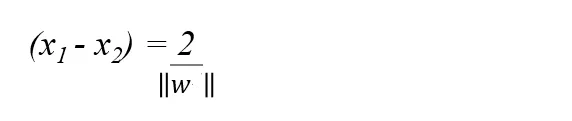 (x₁ - x₂) = 2
||w||